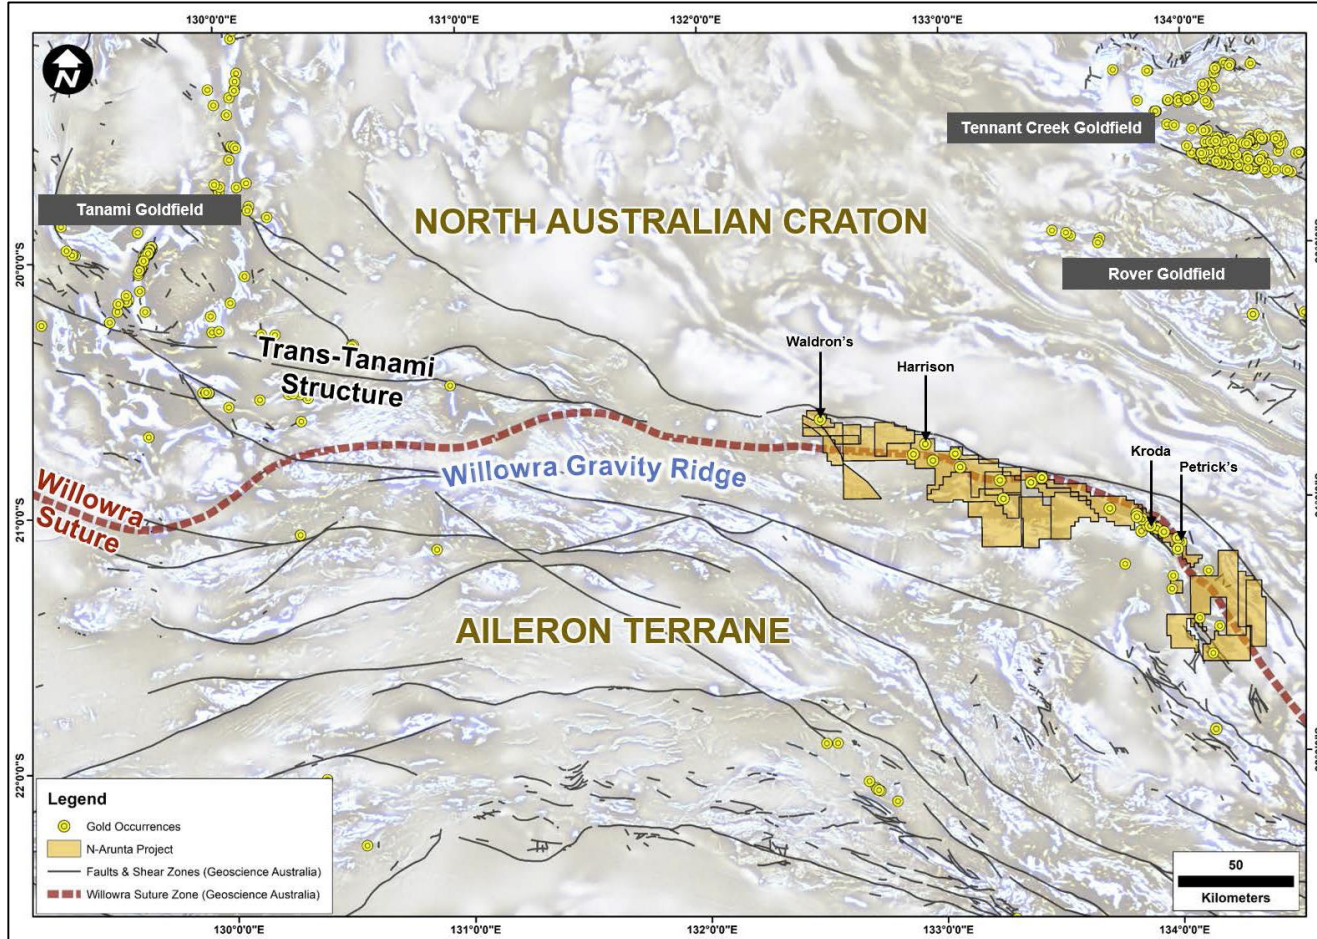 130°0'0"E
131°0'0"E
132°0'0"E
133°0'0"E
134°0'0"E
N
Tennant Creek Goldfield
Tanami Goldfield
NORTH AUSTRALIAN CRATON
20°0'0"S
Rover Goldfield
Waldron's
Trans-Tanami
Structure
Harrison
Kroda
Petrick's
Willowra Gravity Ridge
Willowra
Suture
21°0'0"S
AILERON TERRANE
22°0'0"S
Legend
Gold Occurrences
N-Arunta Project
Faults & Shear Zones (Geoscience Australia)
Willowra Suture Zone (Geoscience Australia)
50
Kilometers
130°0'0"E
131°0'0"E
132°0'0"E
133°0'0"E
134°0'0"E